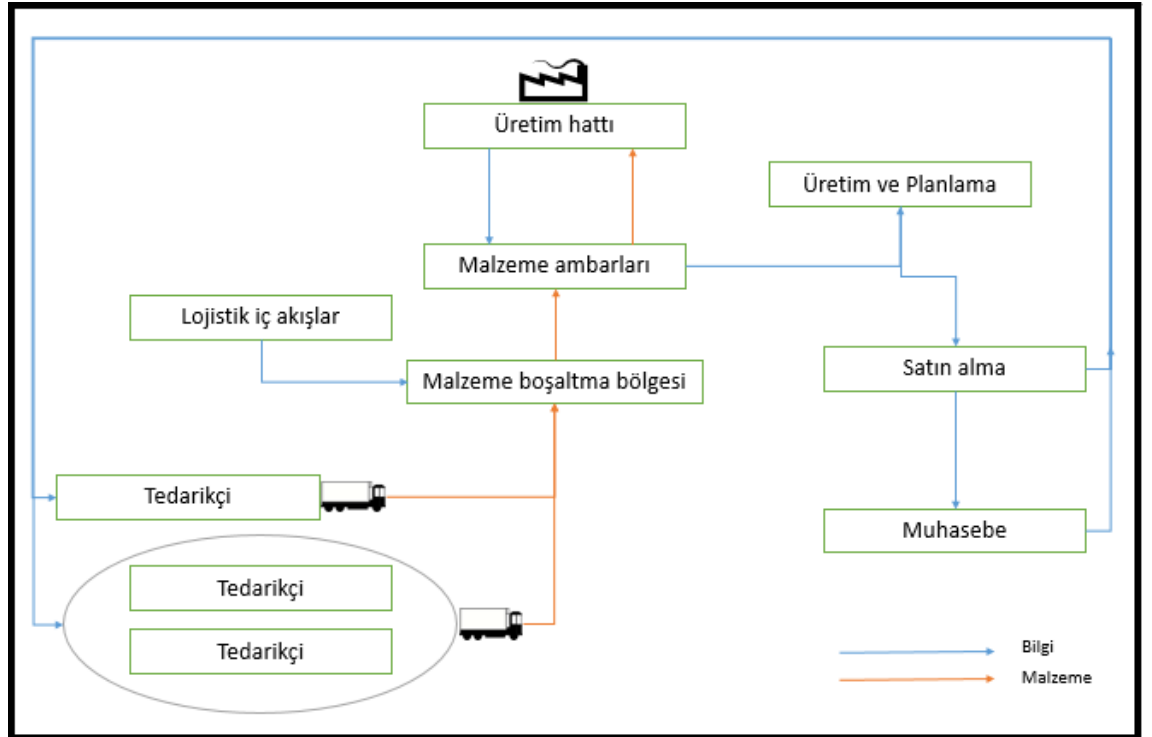 Üretim hattı
Üretim ve Planlama
Malzeme ambarları
Lojistik iç akışlar
Satın alma
Malzeme boşaltma bölgesi
Tedarikçi
Muhasebe
Tedarikçi
Tedarikçi
Bilgi
Malzeme